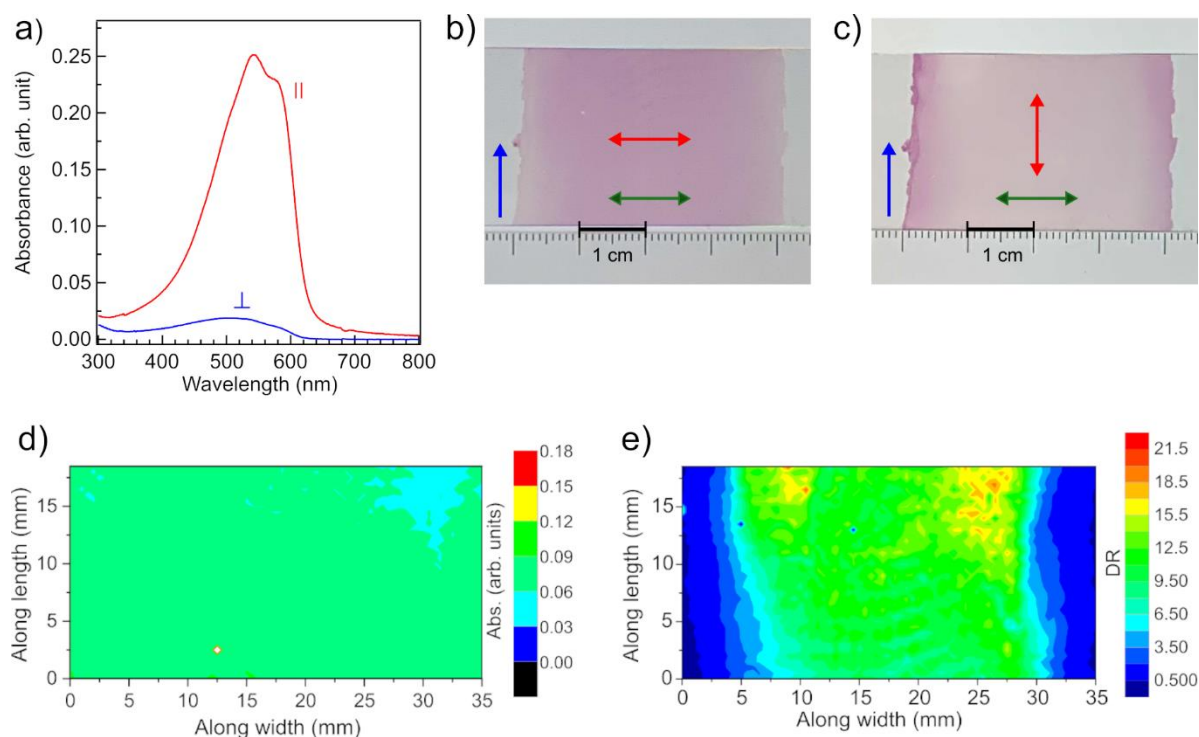 a)
Absorbance (arb. unit)
0.25
0.20
0.15
0.10
0.05
0.00
||
⊥
300 400 500 600 700 800
Wavelength (nm)
b)
1 cm
c)
1 cm
d)
Along length (mm)
15
10
5
0
0 5 10 15 20 25 30 35
Along width (mm)
Abs. (arb. units)
0.18
0.15
0.12
0.09
0.06
0.03
0.00
e)
Along length (mm)
15
10
5
0
0 5 10 15 20 25 30 35
Along width (mm)
DR
21.5
18.5
15.5
12.5
9.50
6.50
3.50
0.500